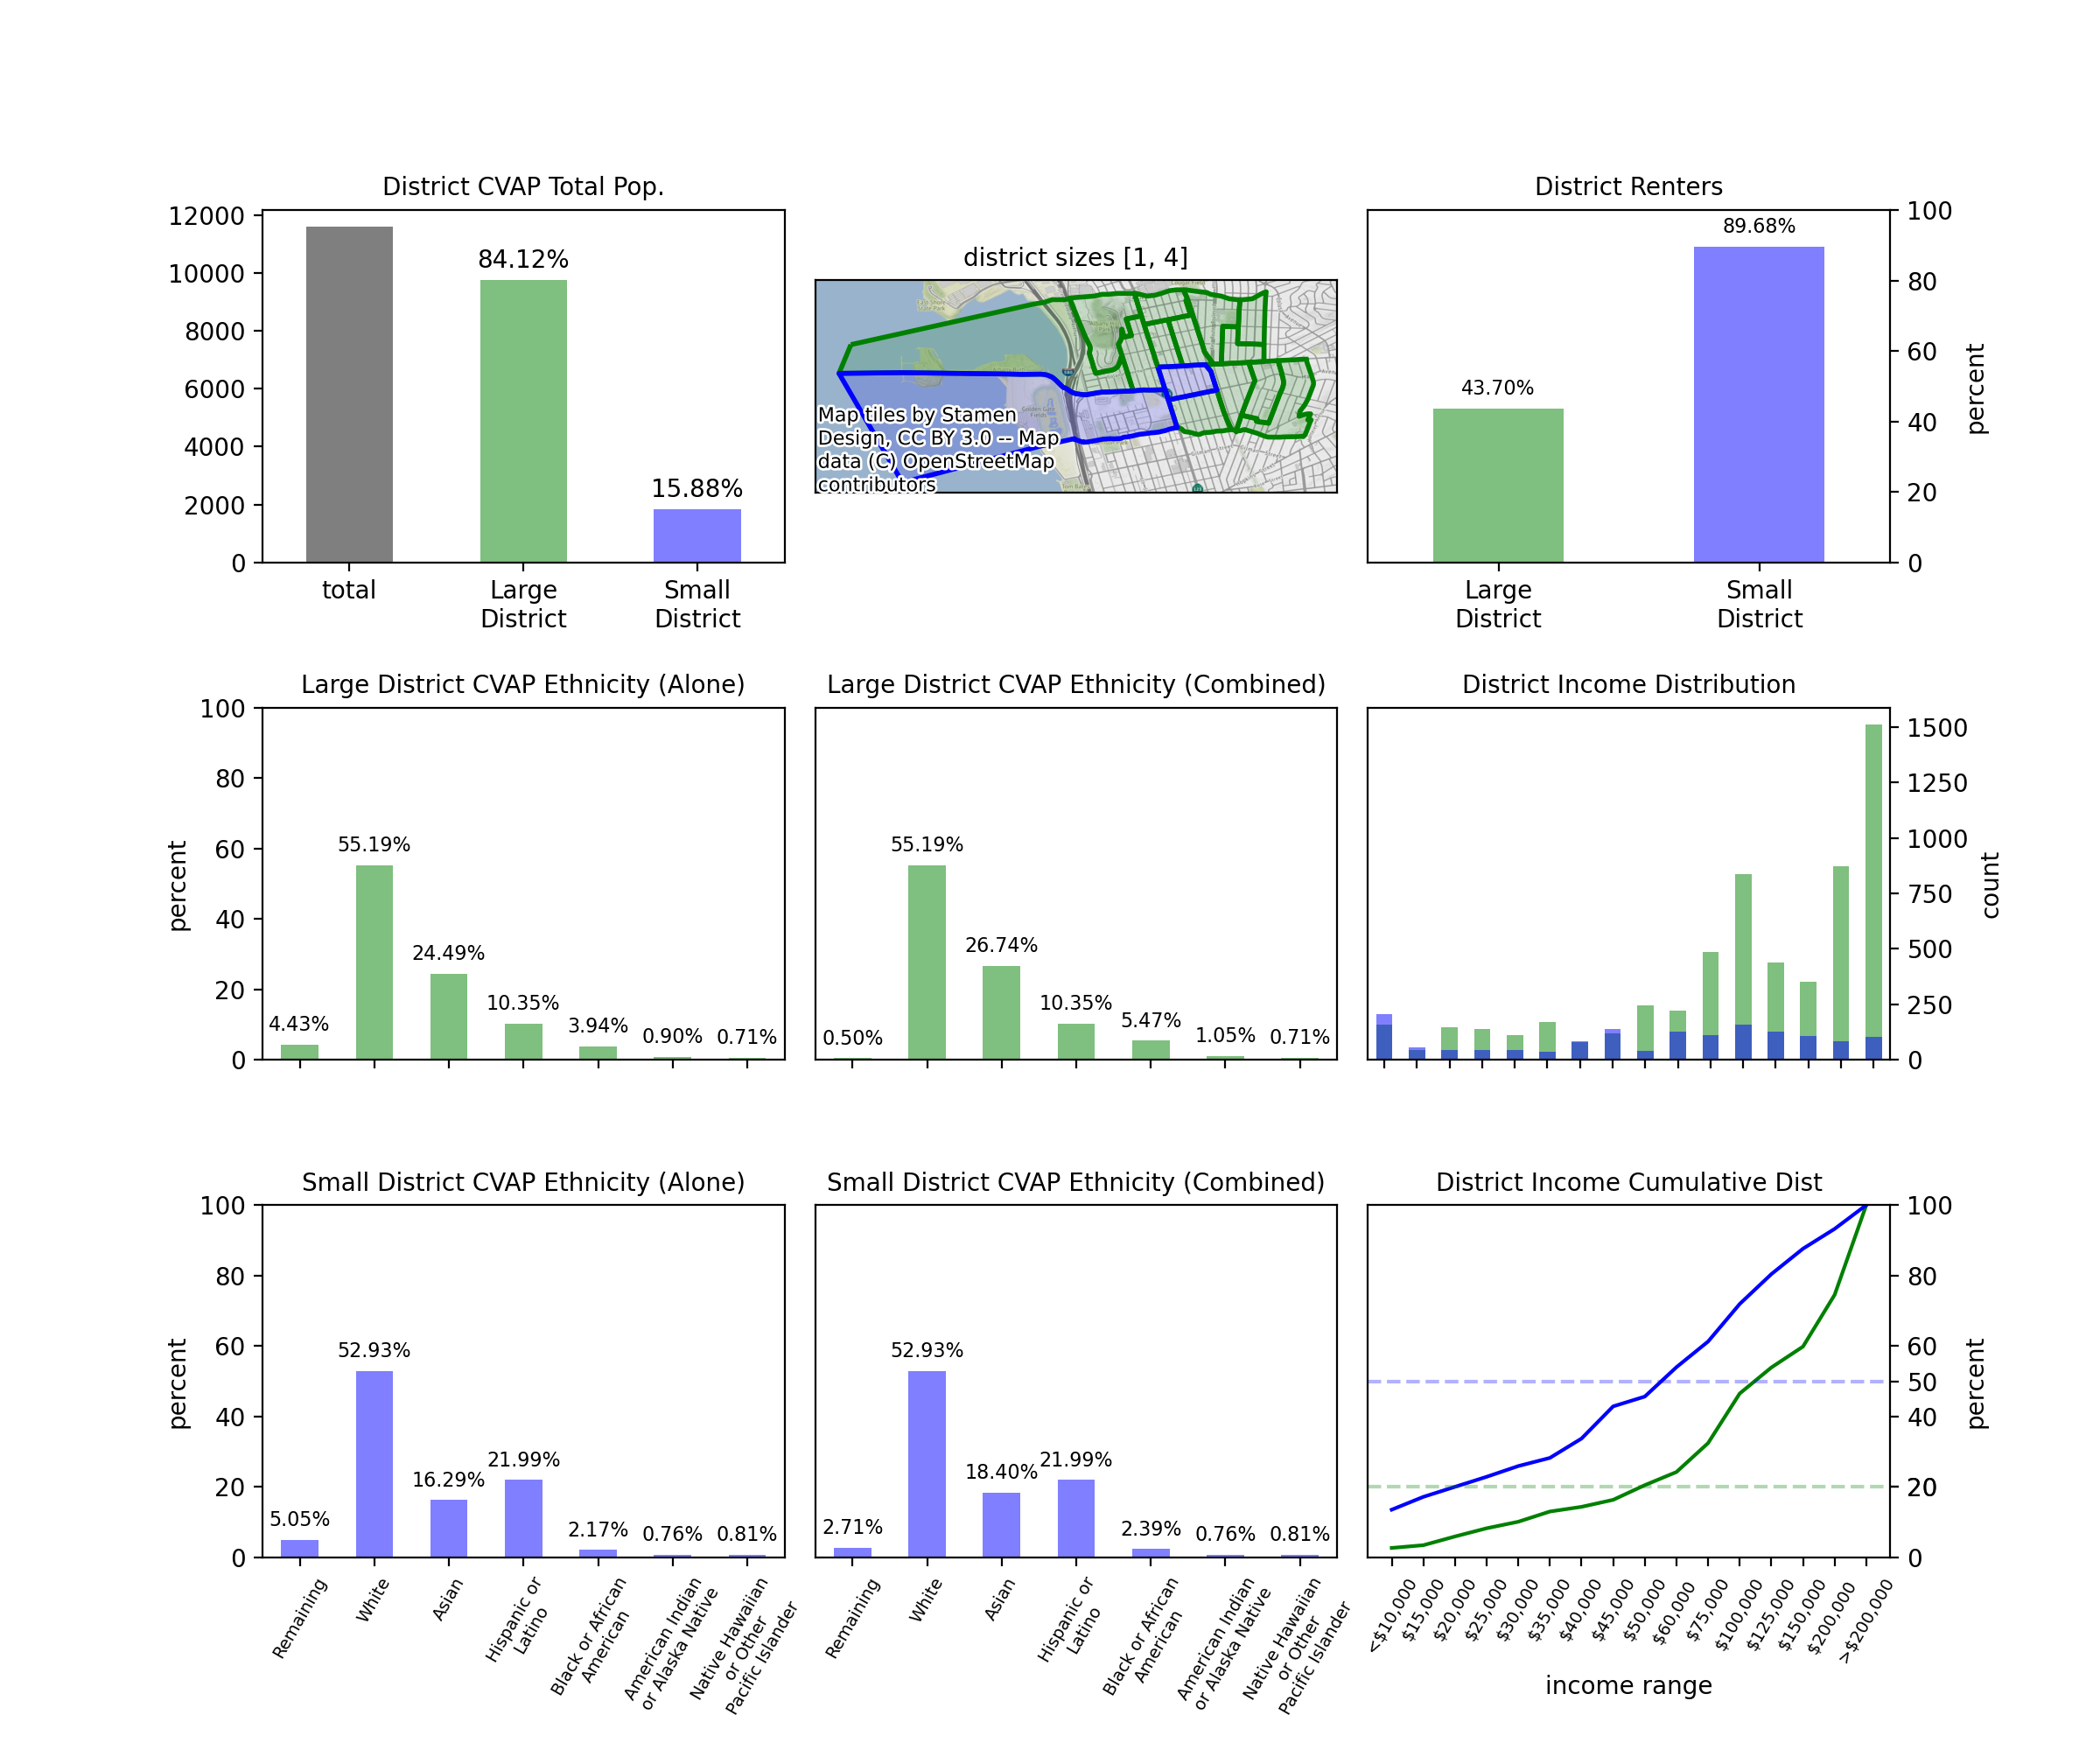 District CVAP Total Pop.
12000
10000
8000
6000
4000
2000
0
84.12%
15.88%
total
Large
District
Small
District
district sizes [1, 4]
Map tiles by Stamen
Design, CC BY 3.0 -- Map
data (C) OpenStreetMap
contributors
District Renters
43.70%
89.68%
100
80
60
40
20
0
percent
Large
District
Small
District
Large District CVAP Ethnicity (Alone)
percent
100
80
60
40
20
0
4.43%
55.19%
24.49%
10.35%
3.94%
0.90%
0.71%
Large District CVAP Ethnicity (Combined)
0.50%
55.19%
26.74%
10.35%
5.47%
1.05%
0.71%
District Income Distribution
1500
1250
1000
750
500
250
0
count
Small District CVAP Ethnicity (Alone)
percent
100
80
60
40
20
0
5.05%
52.93%
16.29%
21.99%
2.17%
0.76%
0.81%
Remaining
White
Asian
Hispanic or
Latino
Black or African
American
American Indian
or Alaska Native
Native Hawaiian
or Other
Pacific Islander
Small District CVAP Ethnicity (Combined)
2.71%
52.93%
18.40%
21.99%
2.39%
0.76%
0.81%
Remaining
White
Asian
Hispanic or
Latino
Black or African
American
American Indian
or Alaska Native
Native Hawaiian
or Other
Pacific Islander
District Income Cumulative Dist
100
80
60
50
40
20
0
percent
<$10,000
$15,000
$20,000
$25,000
$30,000
$35,000
$40,000
$45,000
$50,000
$60,000
$75,000
$100,000
$125,000
$150,000
$200,000
>$200,000
income range